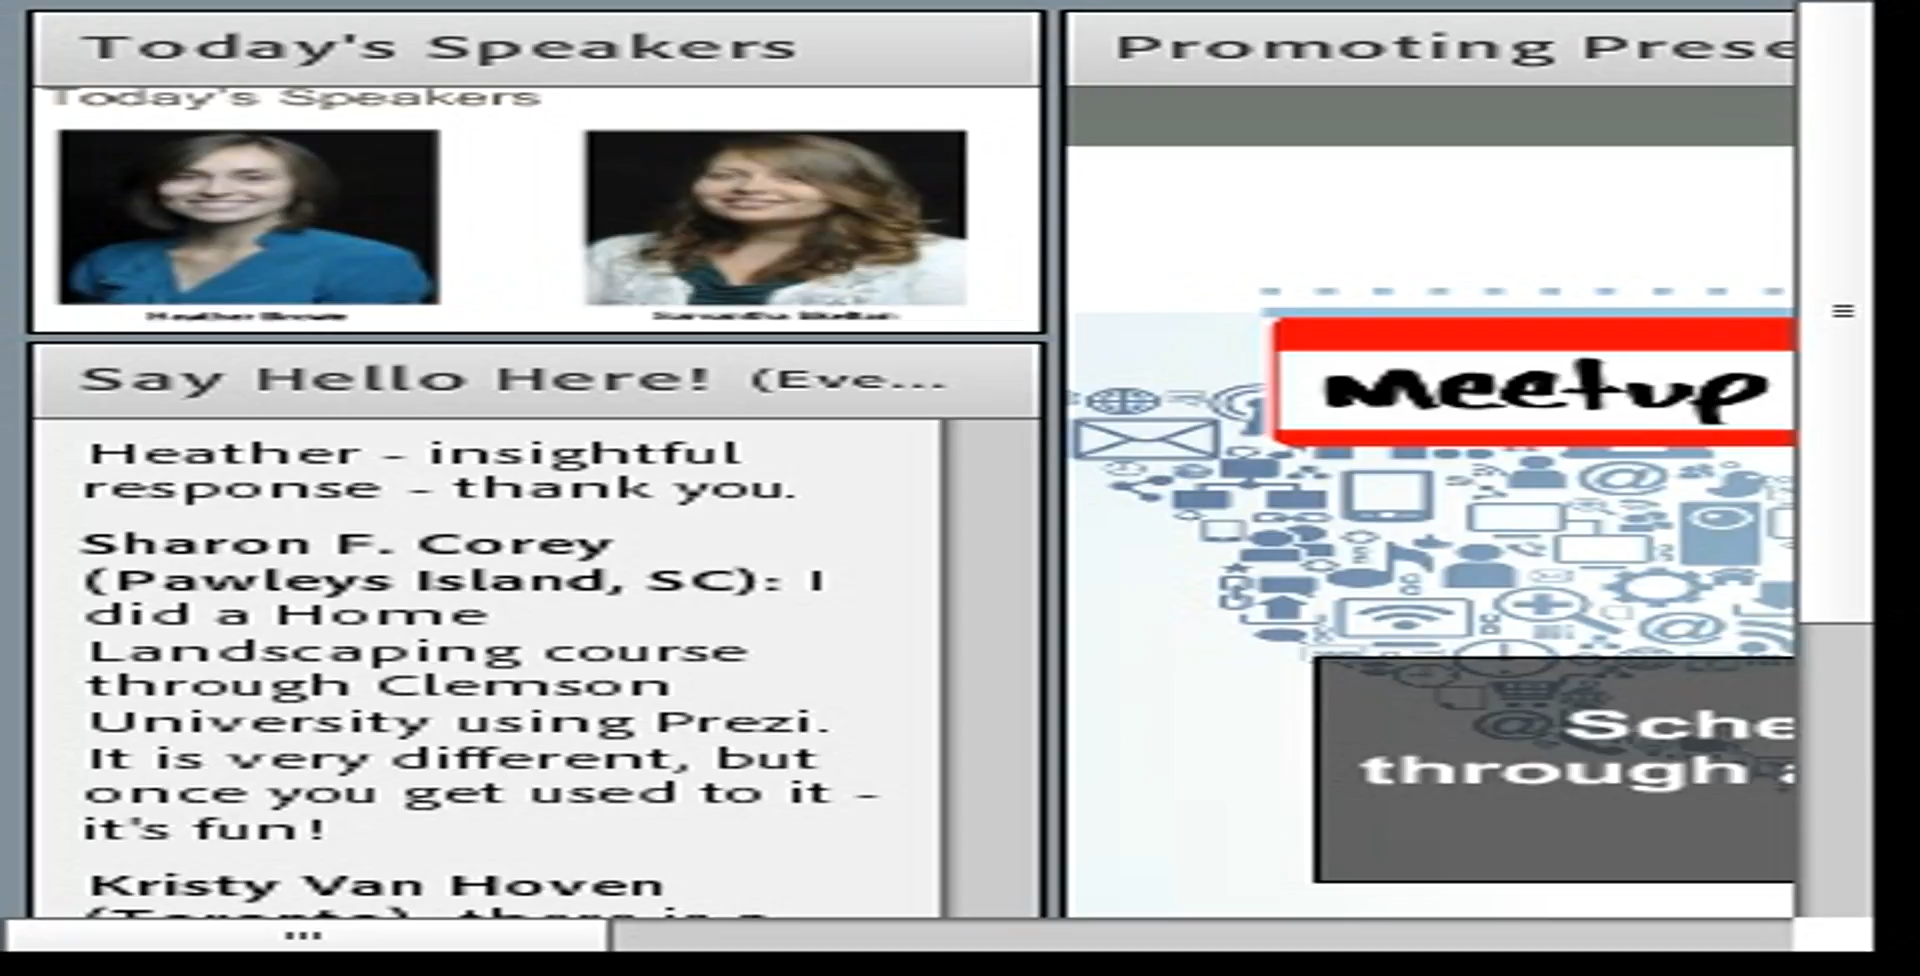 Today's Speakers
Today's Speakers
Say Hello Here! (Eve...
Heather - insightful
response - thank you.
Sharon F. Corey
(Pawleys Island, SC): I
did a Home
Landscaping course
through Clemson
University using Prezi.
It is very different, but
once you get used to it -
it's fun!
Kristy Van Hoven
Promoting Prese
Meetup
Sche
through